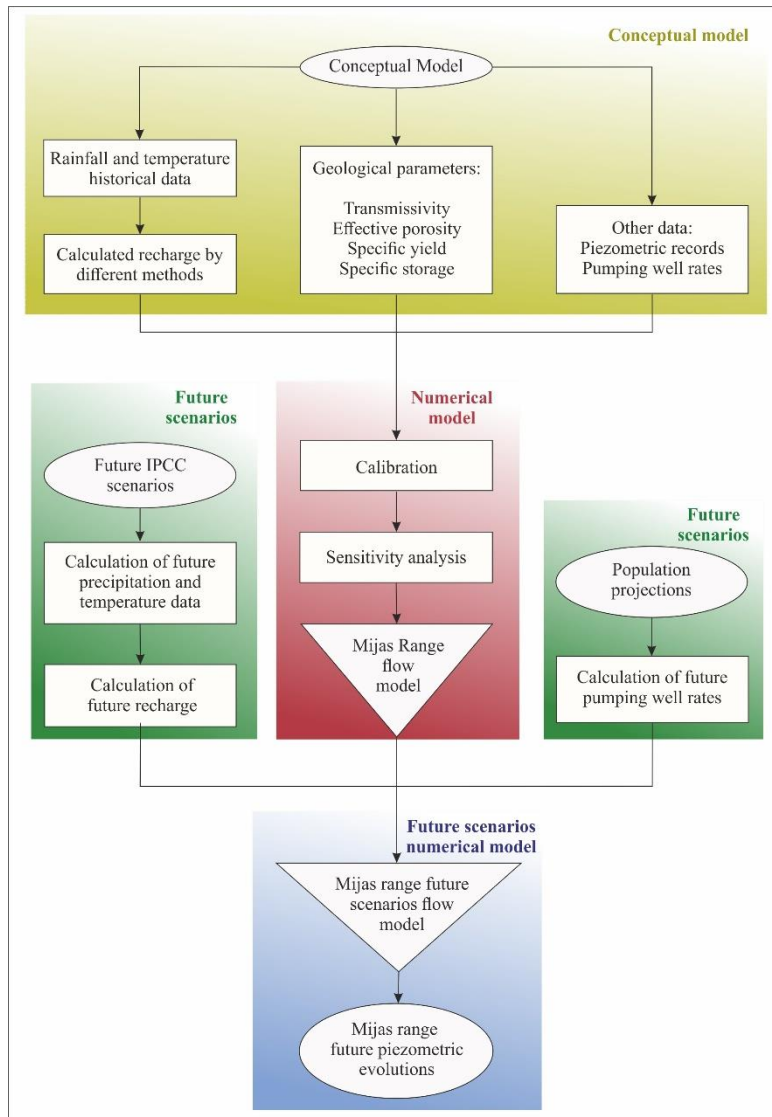 Conceptual model
Conceptual Model
Rainfall and temperature
historical data
Calculated recharge by
different methods
Geological parameters:
Transmissivity
Effective porosity
Specific yield
Specific storage
Other data:
Piezometric records
Pumping well rates
Future
scenarios
Future IPCC
scenarios
Calculation of future
precipitation and
temperature data
Calculation of
future recharge
Numerical
model
Calibration
Sensitivity analysis
Mijas Range
flow
model
Future
scenarios
Population
projections
Calculation of future
pumping well rates
Future scenarios
numerical model
Mijas range future
scenarios flow
model
Mijas range
future piezometric
evolutions